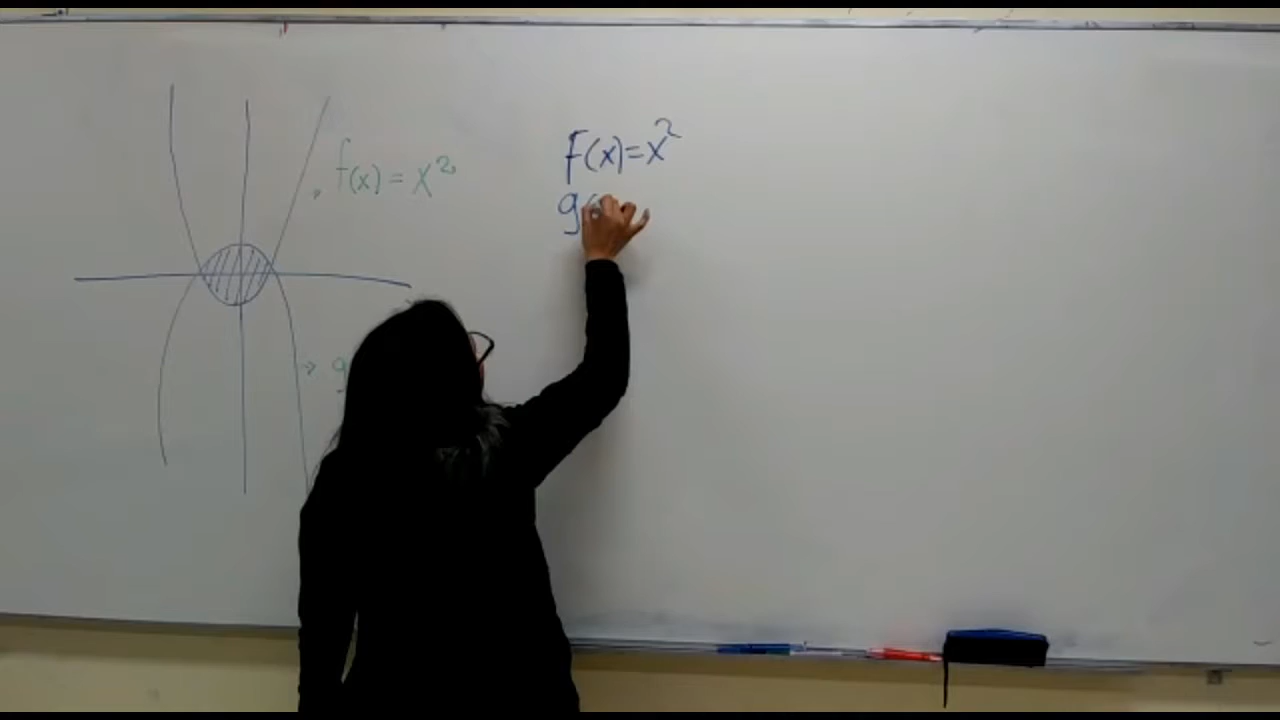 f(x) = x²
→ g
f(x)=x²
g(